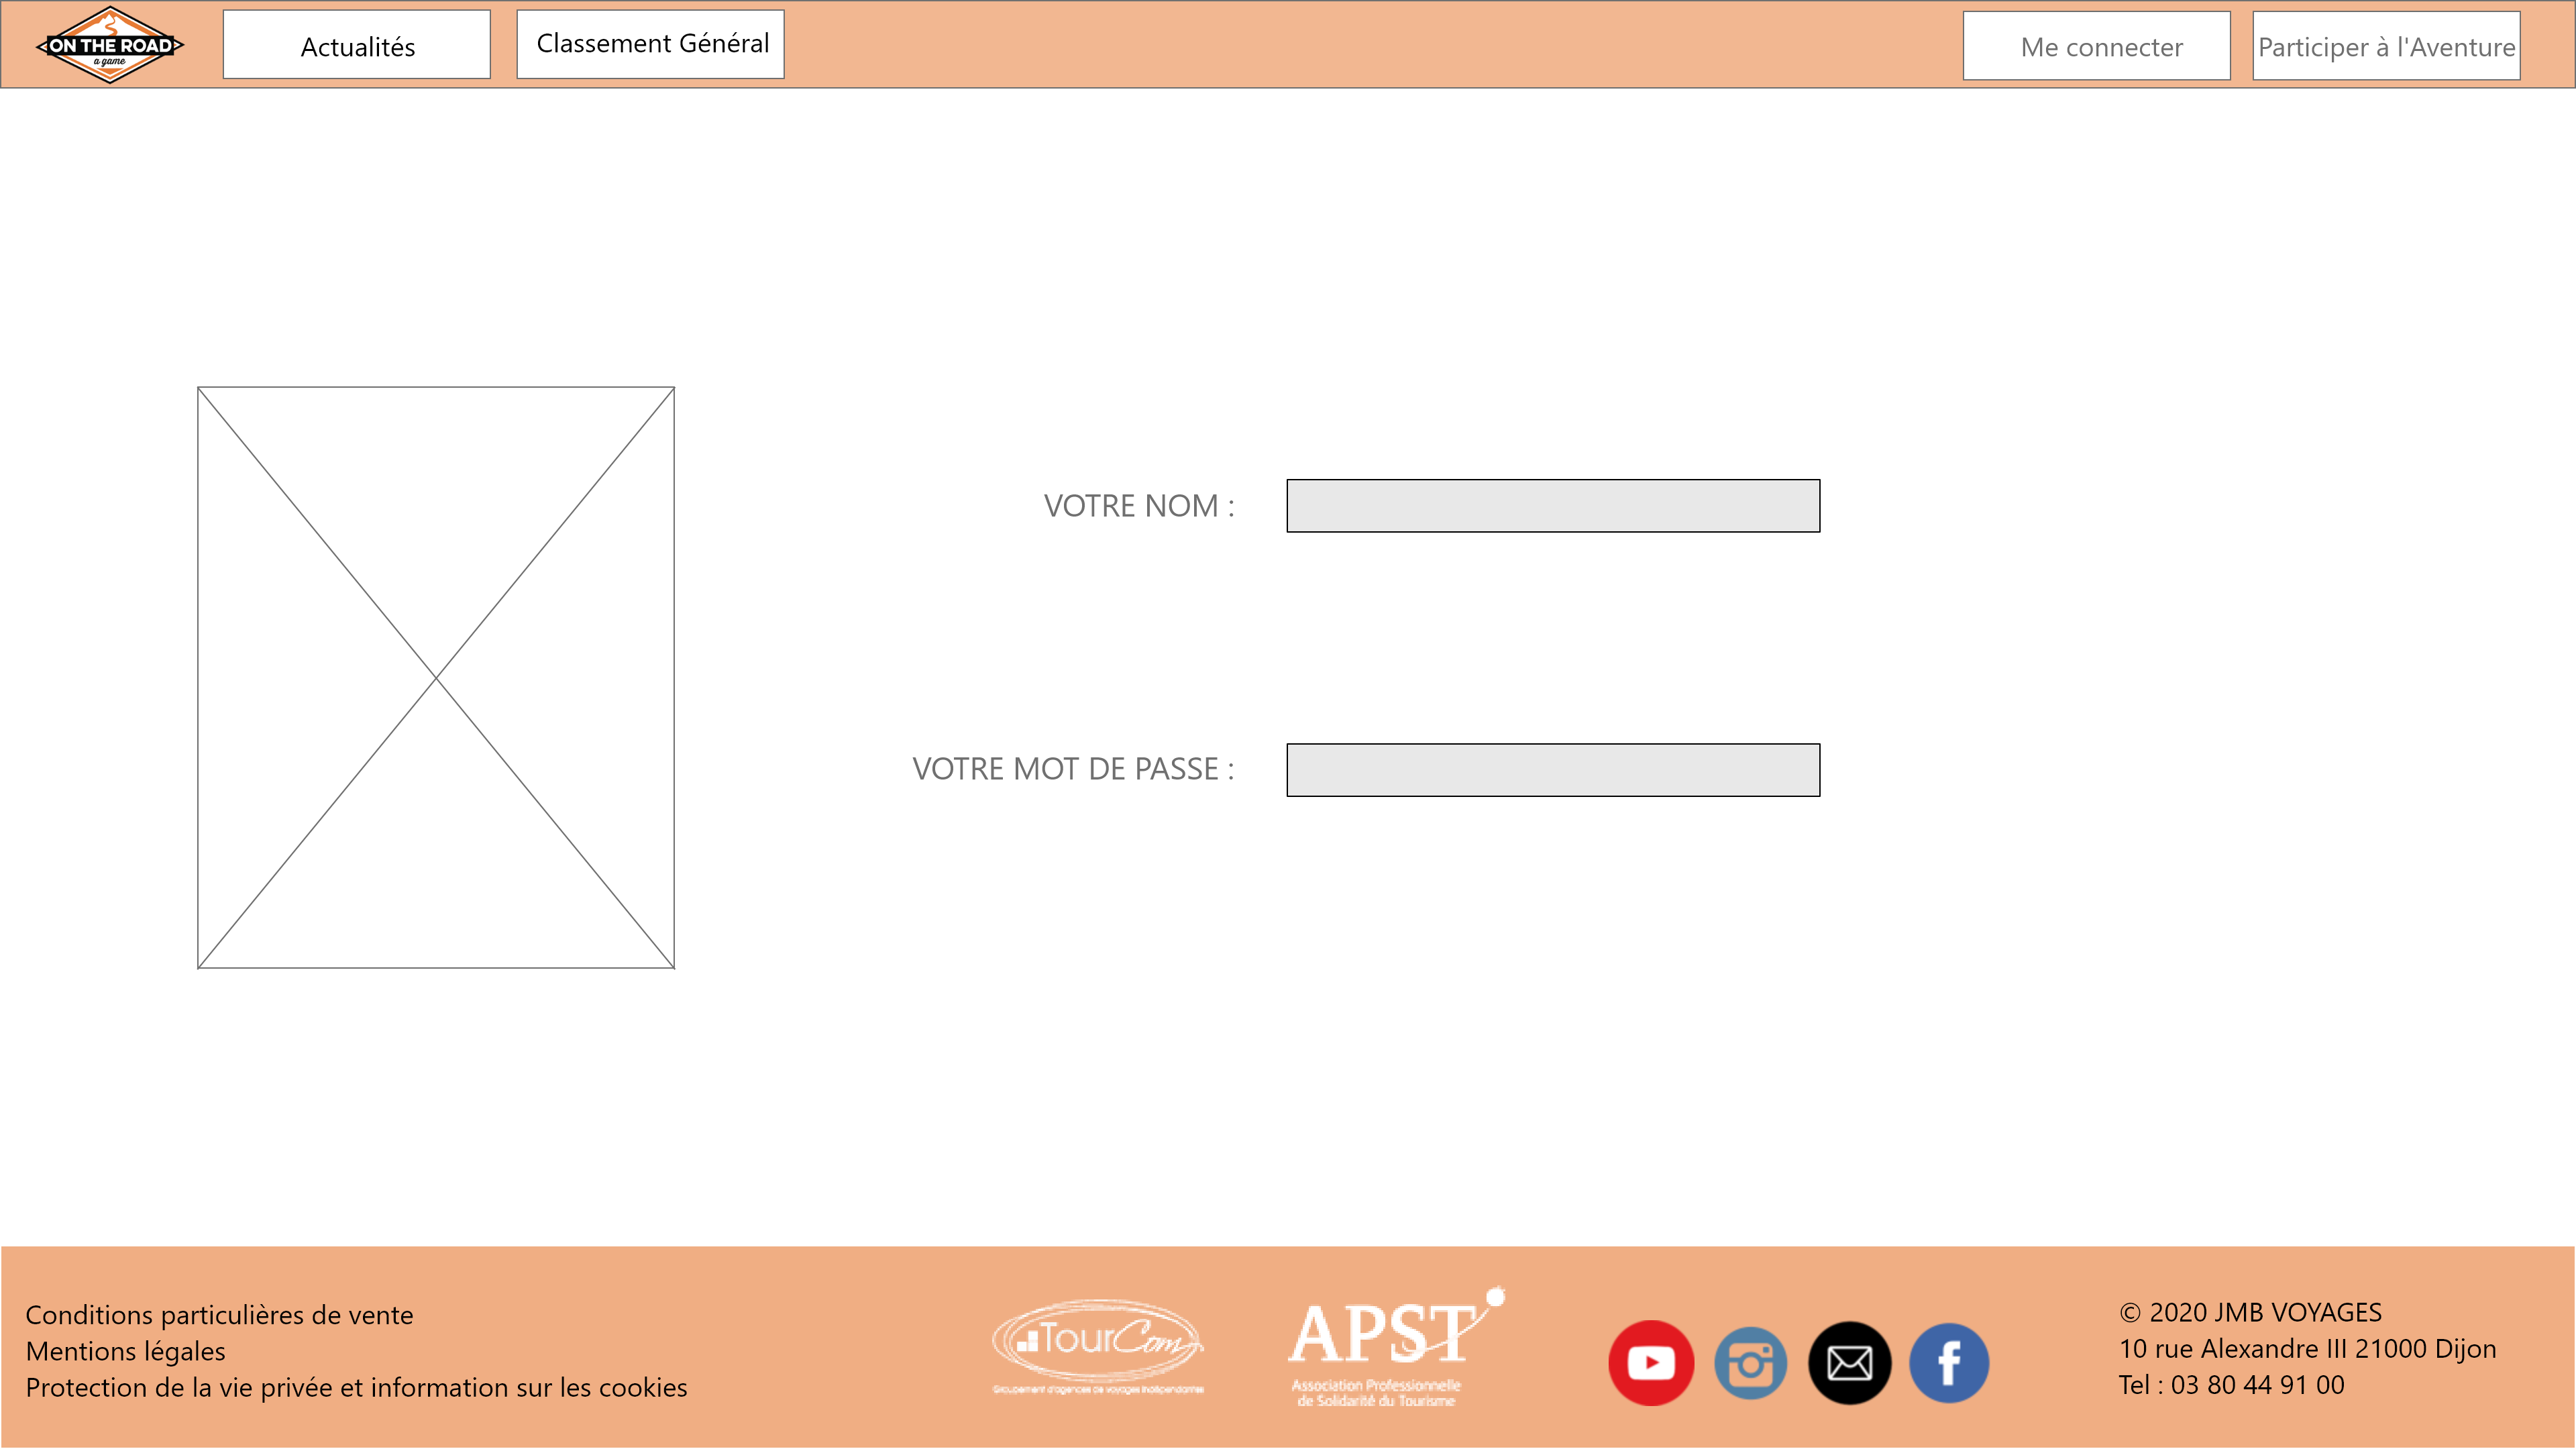 ON THE ROAD
a game
Actualités
Classement Général
Me connecter
Participer à l'Aventure
VOTRE NOM :
VOTRE MOT DE PASSE :
Conditions particulières de vente
Mentions légales
Protection de la vie privée et information sur les cookies
TourCom
Groupement d'agences de voyages indépendantes
APST
Association Professionnelle
de Solidarité du Tourisme
© 2020 JMB VOYAGES
10 rue Alexandre III 21000 Dijon
Tel : 03 80 44 91 00